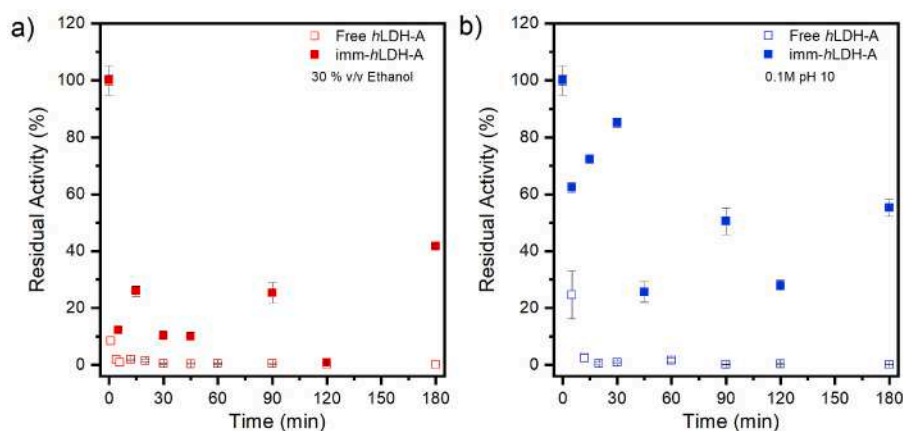 a)
Free hLDH-A
imm-hLDH-A
30 % v/v Ethanol
Residual Activity (%)
120
100
80
60
40
20
0
0 30 60 90 120 150 180
Time (min)
b)
Free hLDH-A
imm-hLDH-A
0.1M pH 10
Residual Activity (%)
120
100
80
60
40
20
0
0 30 60 90 120 150 180
Time (min)